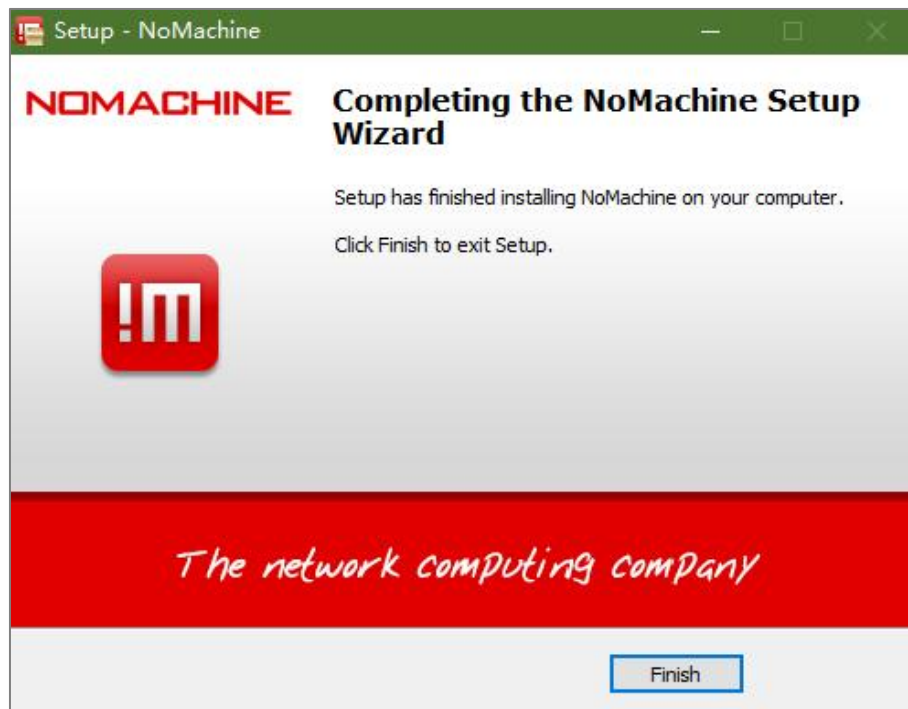 Setup - NoMachine
NOMACHINE
Completing the NoMachine Setup
Wizard
Setup has finished installing NoMachine on your computer.
Click Finish to exit Setup.
!M
The network computing company
Finish